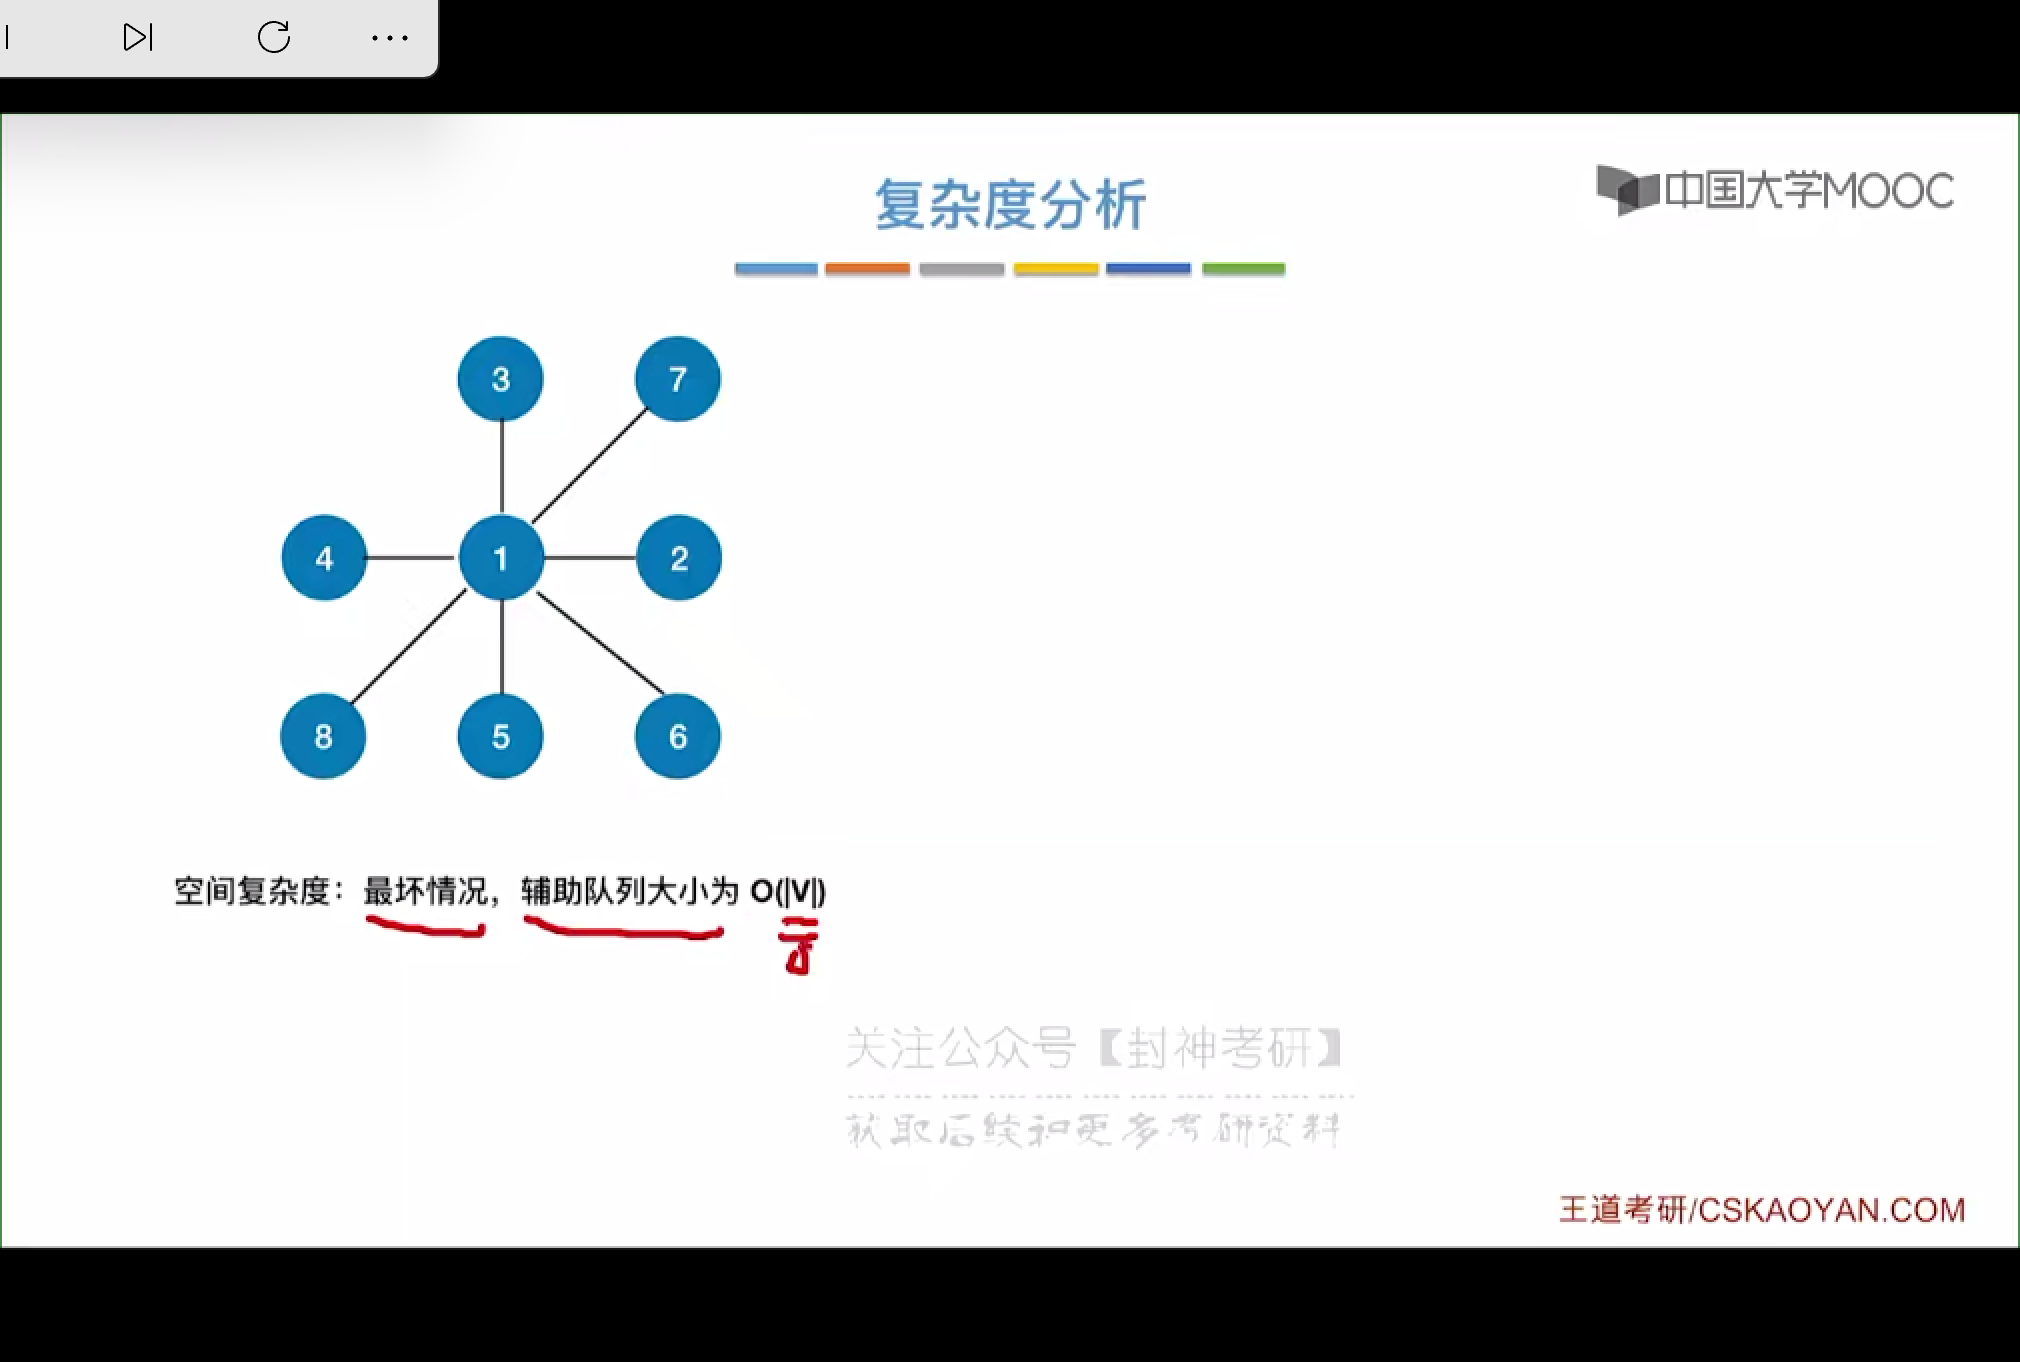 复杂度分析
中国大学MOOC
3 7
4 1 2
8 5 6
空间复杂度：最坏情况，辅助队列大小为 O(|V|)
关注公众号【封神考研】
获取后续和更多考研资料
王道考研/CSKAOYAN.COM